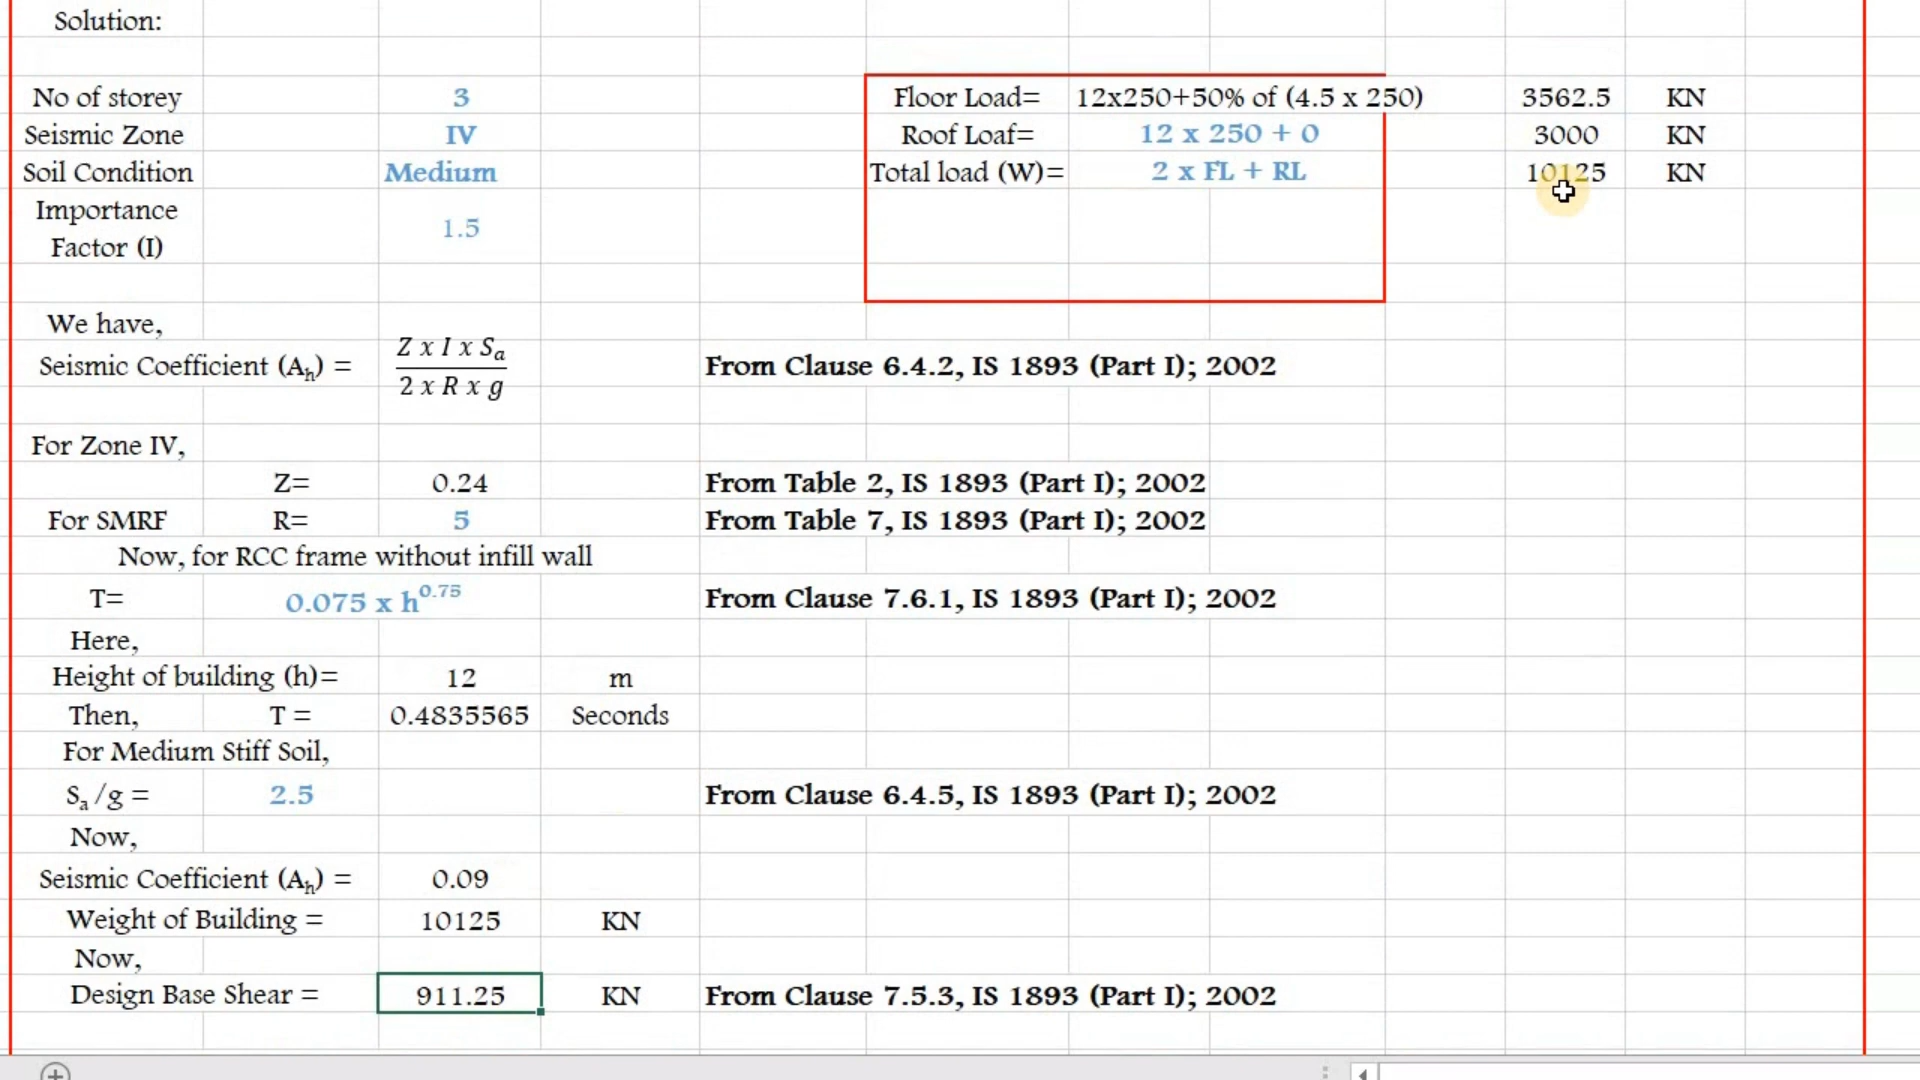 Solution:
No of storey 3 Floor Load= 12x250+50% of (4.5 x 250) 3562.5 KN
Seismic Zone IV Roof Loaf= 12 x 250 + 0 3000 KN
Soil Condition Medium Total load (W)= 2 x FL + RL 10125 KN
Importance
Factor (I) 1.5
We have,
Seismic Coefficient (Aₕ) = Z x I x Sₐ / 2 x R x g From Clause 6.4.2, IS 1893 (Part I); 2002
For Zone IV,
Z= 0.24 From Table 2, IS 1893 (Part I); 2002
For SMRF R= 5 From Table 7, IS 1893 (Part I); 2002
Now, for RCC frame without infill wall
T= 0.075 x h^0.75 From Clause 7.6.1, IS 1893 (Part I); 2002
Here,
Height of building (h)= 12 m
Then, T = 0.4835565 Seconds
For Medium Stiff Soil,
Sₐ/g = 2.5 From Clause 6.4.5, IS 1893 (Part I); 2002
Now,
Seismic Coefficient (Aₕ) = 0.09
Weight of Building = 10125 KN
Now,
Design Base Shear = 911.25 KN From Clause 7.5.3, IS 1893 (Part I); 2002